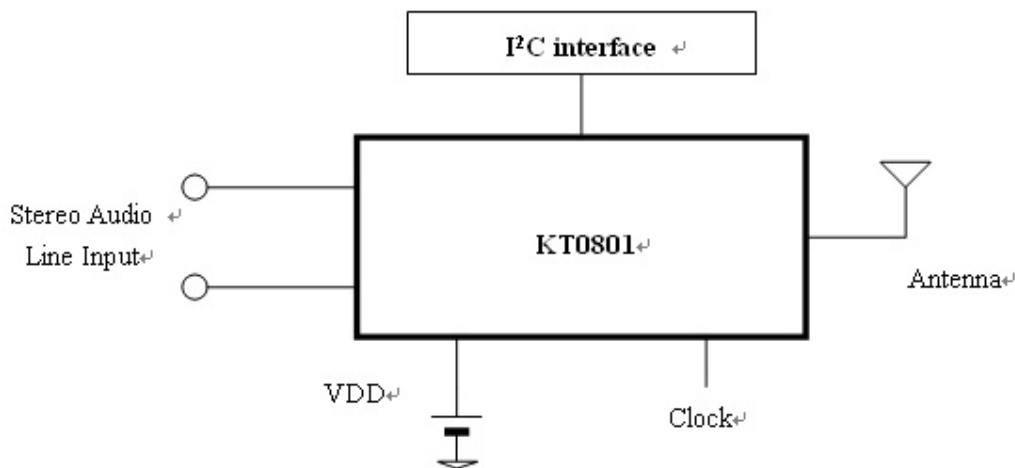 I²C interface ↵
Stereo Audio ↵
Line Input↵
KT0801↵
Antenna↵
VDD↵
Clock↵